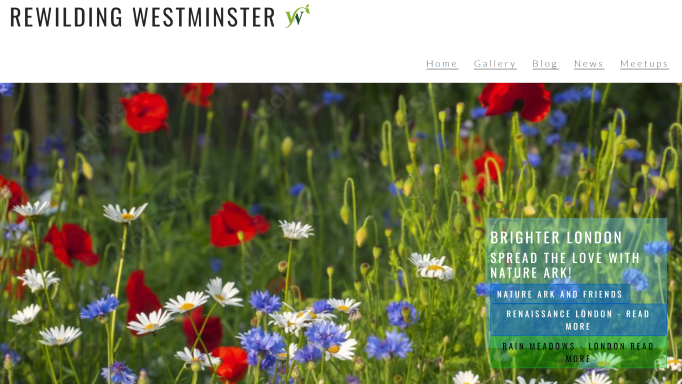 REWILDING WESTMINSTER
Home Gallery Blog News Meetups
BRIGHTER LONDON
SPREAD THE LOVE WITH
NATURE ARK!
NATURE ARK AND FRIENDS
RENAISSANCE LONDON - READ
MORE
RAIN MEADOWS - LONDON READ
MORE